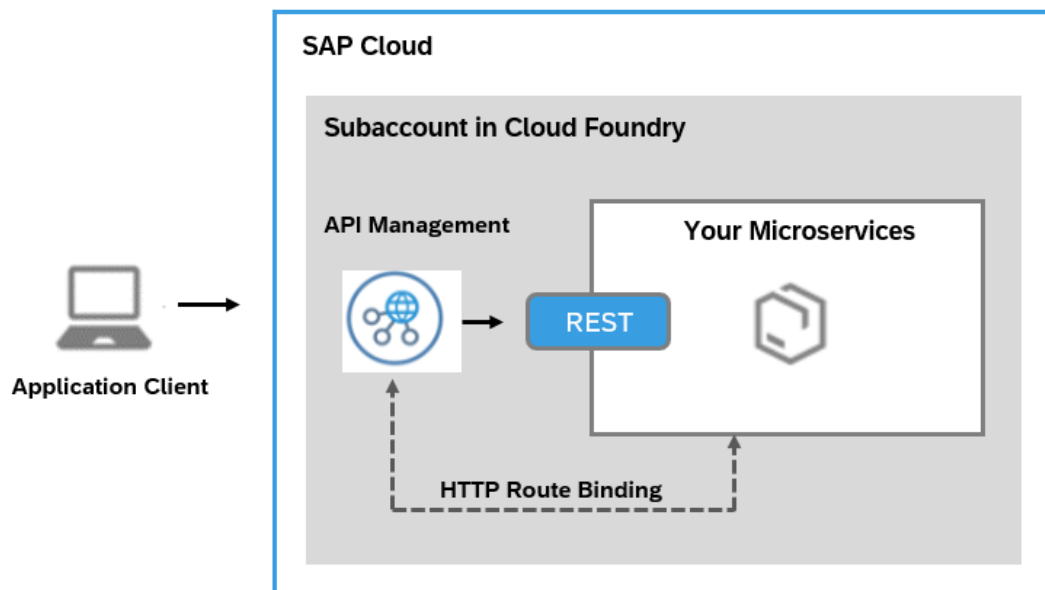 SAP Cloud
Subaccount in Cloud Foundry
API Management
Your Microservices
REST
Application Client
HTTP Route Binding